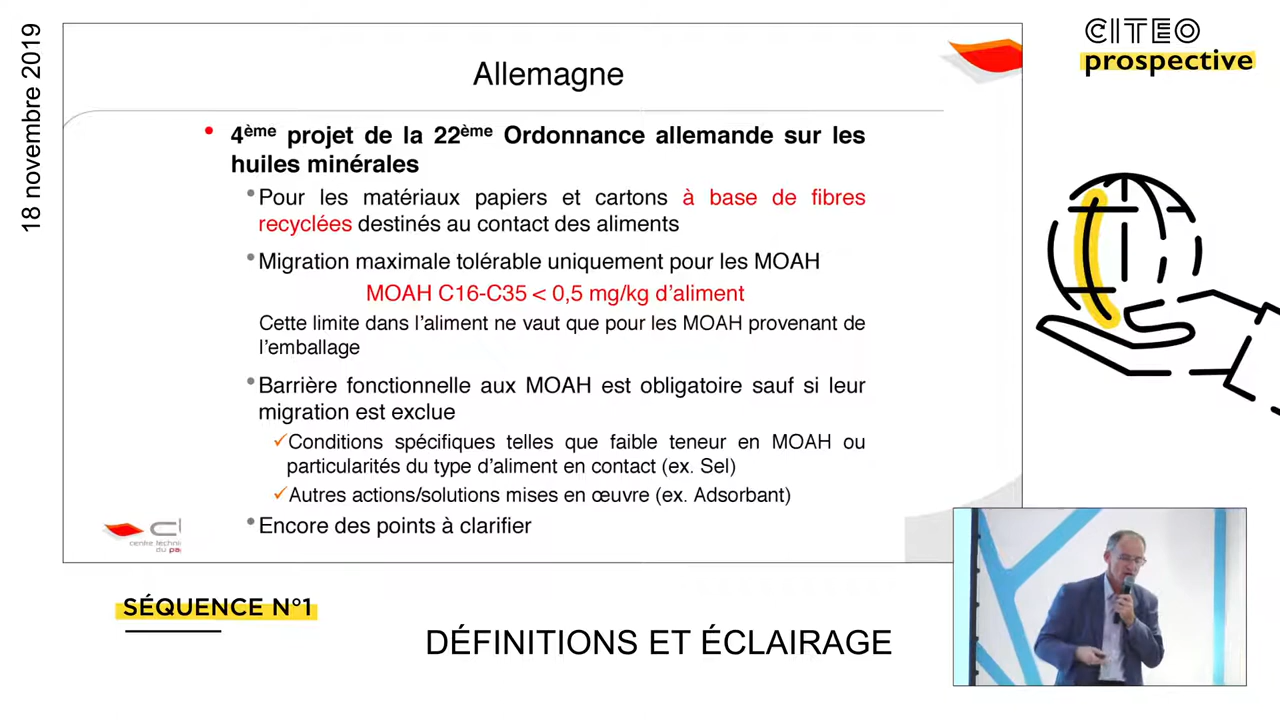 18 novembre 2019
CITEO
prospective
Allemagne
• 4ème projet de la 22ème Ordonnance allemande sur les
huiles minérales
•Pour les matériaux papiers et cartons à base de fibres
recyclées destinés au contact des aliments
•Migration maximale tolérable uniquement pour les MOAH
MOAH C16-C35 < 0,5 mg/kg d'aliment
Cette limite dans l'aliment ne vaut que pour les MOAH provenant de
l'emballage
•Barrière fonctionnelle aux MOAH est obligatoire sauf si leur
migration est exclue
✓Conditions spécifiques telles que faible teneur en MOAH ou
particularités du type d'aliment en contact (ex. Sel)
✓Autres actions/solutions mises en œuvre (ex. Adsorbant)
•Encore des points à clarifier
centre techni
du pa
SÉQUENCE N°1
DÉFINITIONS ET ÉCLAIRAGE